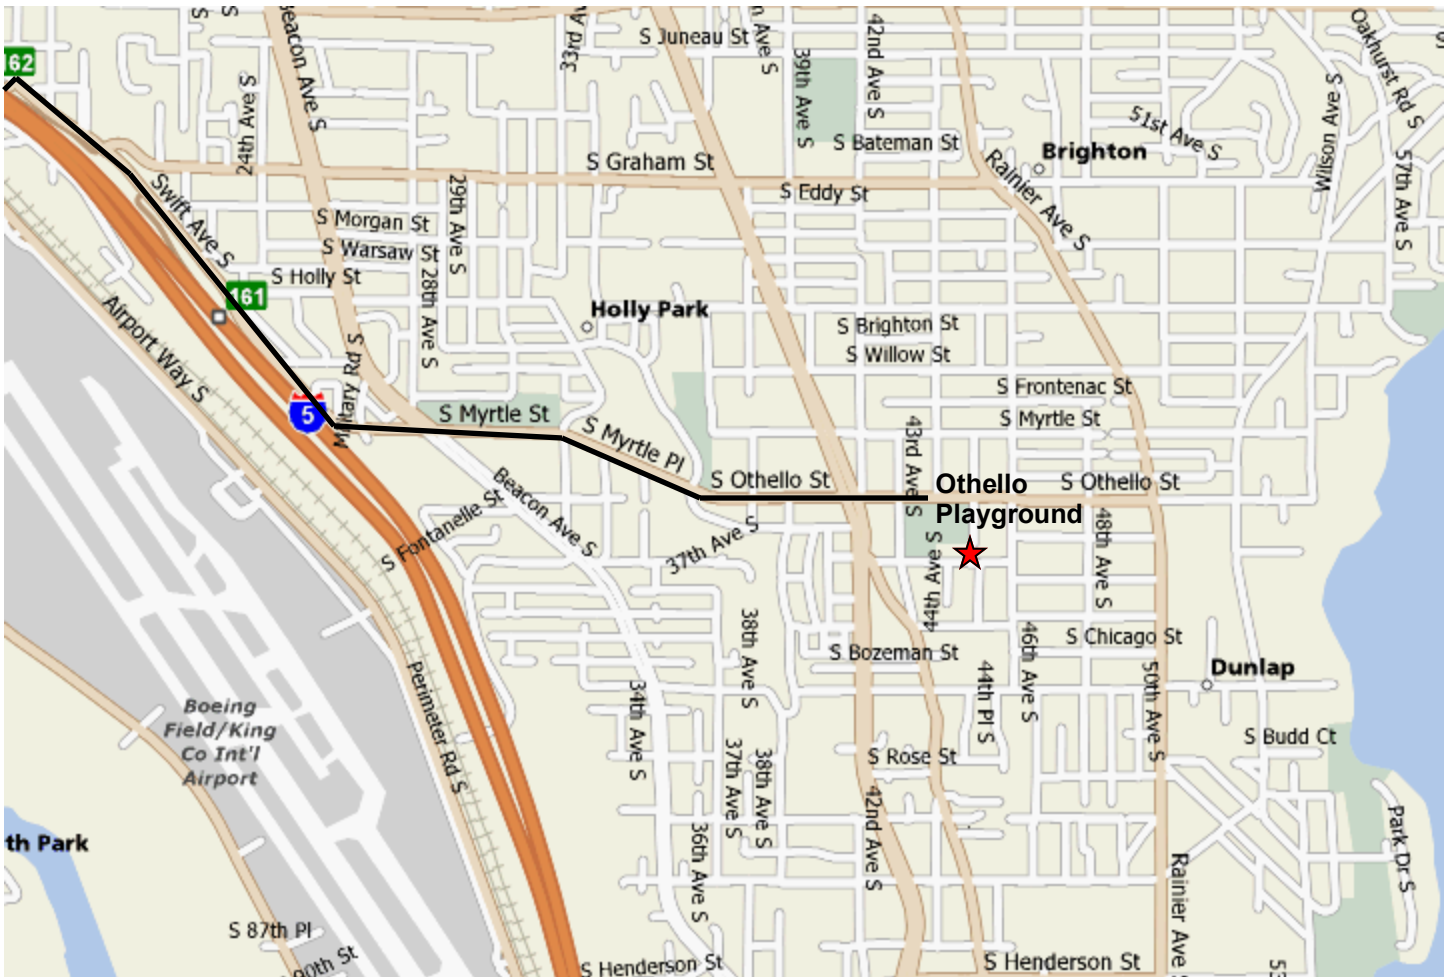 162
S
S
Beacon Ave S
33rd Av
S Juneau St
n Ave S
39th Ave S
42nd Ave S
Oakhurst Rd S
Wilson Ave S
24th Ave S
S Bateman St
51st Ave S
Brighton
57th Ave S
S Graham St
S Eddy St
Rainier Ave S
Swift Ave S
29th Ave S
S Morgan St
S Warsaw St
S Holly St
161
28th Ave S
Holly Park
Airport Way S
S Brighton St
S Willow St
Military Rd S
5
S Frontenac St
S Myrtle St
S Myrtle St
S Myrtle Pl
43rd Ave S
S Othello St
Othello
Playground
S Othello St
Beacon Ave S
S Fontanelle St
37th Ave S
48th Ave S
44th Ave S
38th Ave S
S Chicago St
46th Ave S
S Bozeman St
Dunlap
44th Pl S
50th Ave S
Perimeter Rd S
34th Ave S
Boeing
Field/King
Co Int'l
Airport
37th Ave S
38th Ave S
S Rose St
S Budd Ct
42nd Ave S
36th Ave S
Park Dr S
th Park
Rainier Ave S
S 87th Pl
90th St
S Henderson St
S Henderson St
53